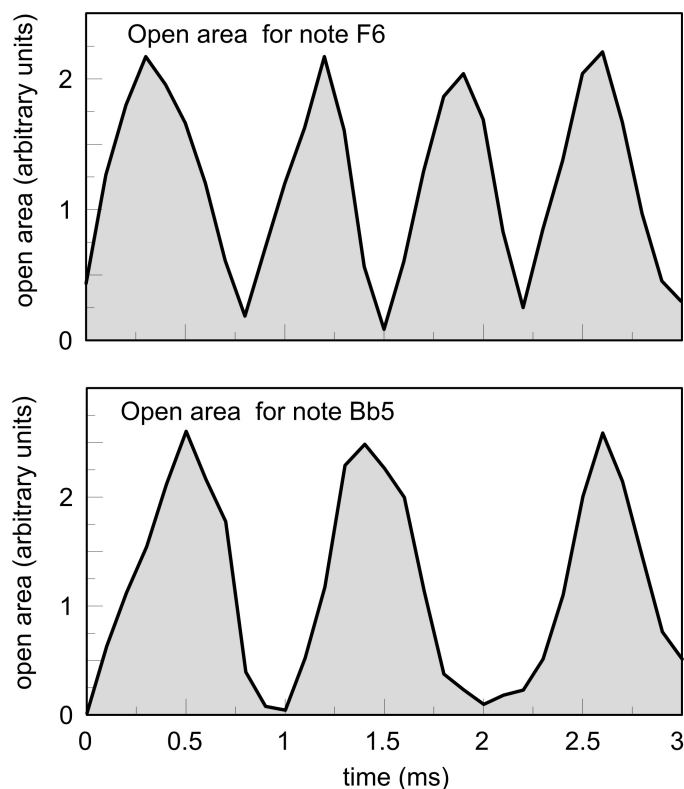 Open area for note F6
open area (arbitrary units)
2
1
0
Open area for note Bb5
open area (arbitrary units)
2
1
0
0 0.5 1 1.5 2 2.5 3
time (ms)